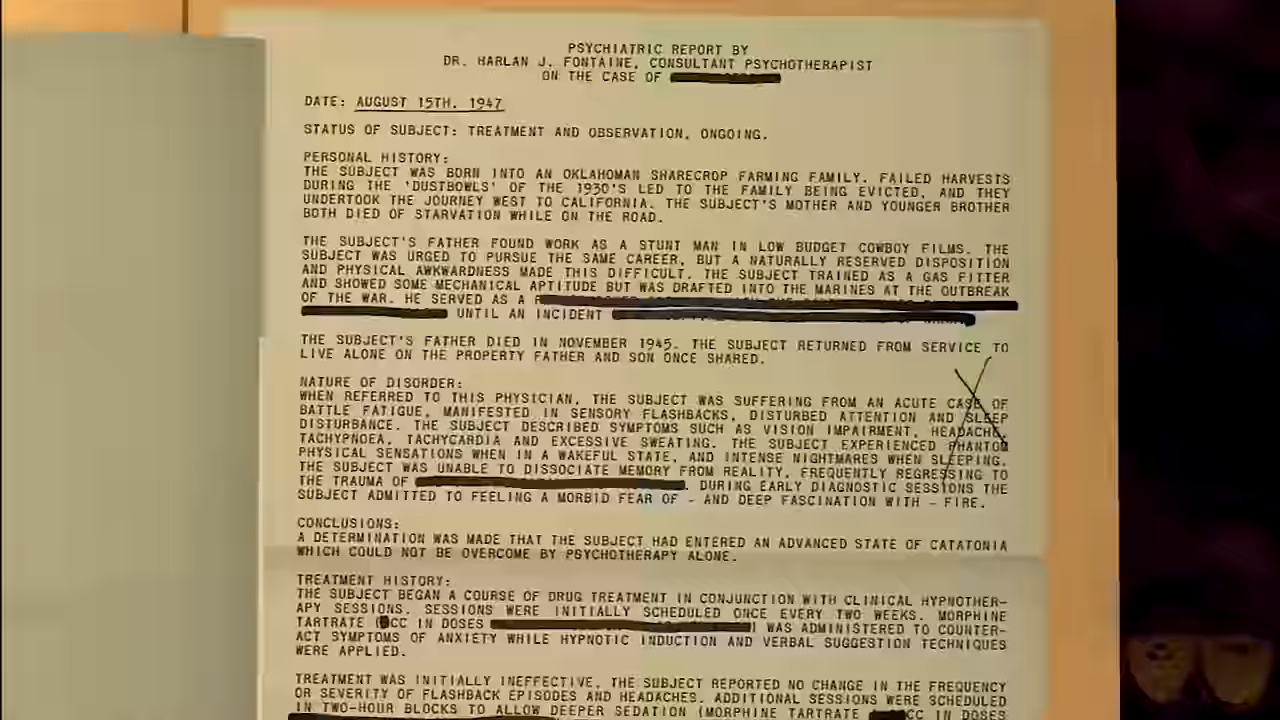 PSYCHIATRIC REPORT BY
DR. HARLAN J. FONTAINE, CONSULTANT PSYCHOTHERAPIST
ON THE CASE OF
DATE: AUGUST 15TH, 1947
STATUS OF SUBJECT: TREATMENT AND OBSERVATION, ONGOING.
PERSONAL HISTORY:
THE SUBJECT WAS BORN INTO AN OKLAHOMAN SHARECROP FARMING FAMILY. FAILED HARVESTS
DURING THE 'DUSTBOWLS' OF THE 1930'S LED TO THE FAMILY BEING EVICTED, AND THEY
UNDERTOOK THE JOURNEY WEST TO CALIFORNIA. THE SUBJECT'S MOTHER AND YOUNGER BROTHER
BOTH DIED OF STARVATION WHILE ON THE ROAD.
THE SUBJECT'S FATHER FOUND WORK AS A STUNT MAN IN LOW BUDGET COWBOY FILMS. THE
SUBJECT WAS URGED TO PURSUE THE SAME CAREER, BUT A NATURALLY RESERVED DISPOSITION
AND PHYSICAL AWKWARDNESS MADE THIS DIFFICULT. THE SUBJECT TRAINED AS A GAS FITTER
AND SHOWED SOME MECHANICAL APTITUDE BUT WAS DRAFTED INTO THE MARINES AT THE OUTBREAK
OF THE WAR. HE SERVED AS A
UNTIL AN INCIDENT
THE SUBJECT'S FATHER DIED IN NOVEMBER 1945. THE SUBJECT RETURNED FROM SERVICE TO
LIVE ALONE ON THE PROPERTY FATHER AND SON ONCE SHARED.
NATURE OF DISORDER:
WHEN REFERRED TO THIS PHYSICIAN, THE SUBJECT WAS SUFFERING FROM AN ACUTE CASE OF
BATTLE FATIGUE, MANIFESTED IN SENSORY FLASHBACKS, DISTURBED ATTENTION AND SLEEP
DISTURBANCE. THE SUBJECT DESCRIBED SYMPTOMS SUCH AS VISION IMPAIRMENT, HEADACHE,
TACHYPNOEA, TACHYCARDIA AND EXCESSIVE SWEATING. THE SUBJECT EXPERIENCED PHANTOM
PHYSICAL SENSATIONS WHEN IN A WAKEFUL STATE, AND INTENSE NIGHTMARES WHEN SLEEPING.
THE SUBJECT WAS UNABLE TO DISSOCIATE MEMORY FROM REALITY, FREQUENTLY REGRESSING TO
THE TRAUMA OF . DURING EARLY DIAGNOSTIC SESSIONS THE
SUBJECT ADMITTED TO FEELING A MORBID FEAR OF - AND DEEP FASCINATION WITH - FIRE.
CONCLUSIONS:
A DETERMINATION WAS MADE THAT THE SUBJECT HAD ENTERED AN ADVANCED STATE OF CATATONIA
WHICH COULD NOT BE OVERCOME BY PSYCHOTHERAPY ALONE.
TREATMENT HISTORY:
THE SUBJECT BEGAN A COURSE OF DRUG TREATMENT IN CONJUNCTION WITH CLINICAL HYPNOTHER-
APY SESSIONS. SESSIONS WERE INITIALLY SCHEDULED ONCE EVERY TWO WEEKS. MORPHINE
TARTRATE ( CC IN DOSES ) WAS ADMINISTERED TO COUNTER-
ACT SYMPTOMS OF ANXIETY WHILE HYPNOTIC INDUCTION AND VERBAL SUGGESTION TECHNIQUES
WERE APPLIED.
TREATMENT WAS INITIALLY INEFFECTIVE. THE SUBJECT REPORTED NO CHANGE IN THE FREQUENCY
OR SEVERITY OF FLASHBACK EPISODES AND HEADACHES. ADDITIONAL SESSIONS WERE SCHEDULED
IN TWO-HOUR BLOCKS TO ALLOW DEEPER SEDATION (MORPHINE TARTRATE CC IN DOSES